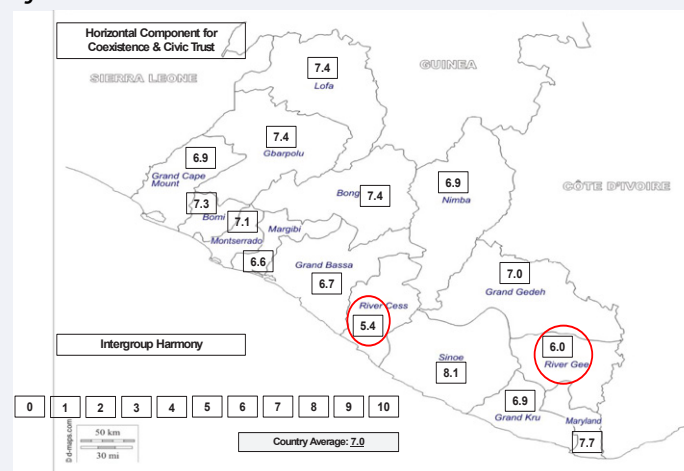 Horizontal Component for
Coexistence & Civic Trust
SIERRA LEONE
GUINEA
CÔTE D'IVOIRE
7.4
Lofa
7.4
Gbarpolu
6.9
Grand Cape
Mount
7.3
Bomi
7.1
Montserrado
Margibi
6.6
Bong
7.4
6.9
Nimba
Grand Bassa
6.7
River Cess
5.4
7.0
Grand Gedeh
6.0
River Gee
Sinoe
8.1
6.9
Grand Kru
Maryland
7.7
Intergroup Harmony
0 1 2 3 4 5 6 7 8 9 10
50 km
30 mi
d-maps.com
Country Average: 7.0